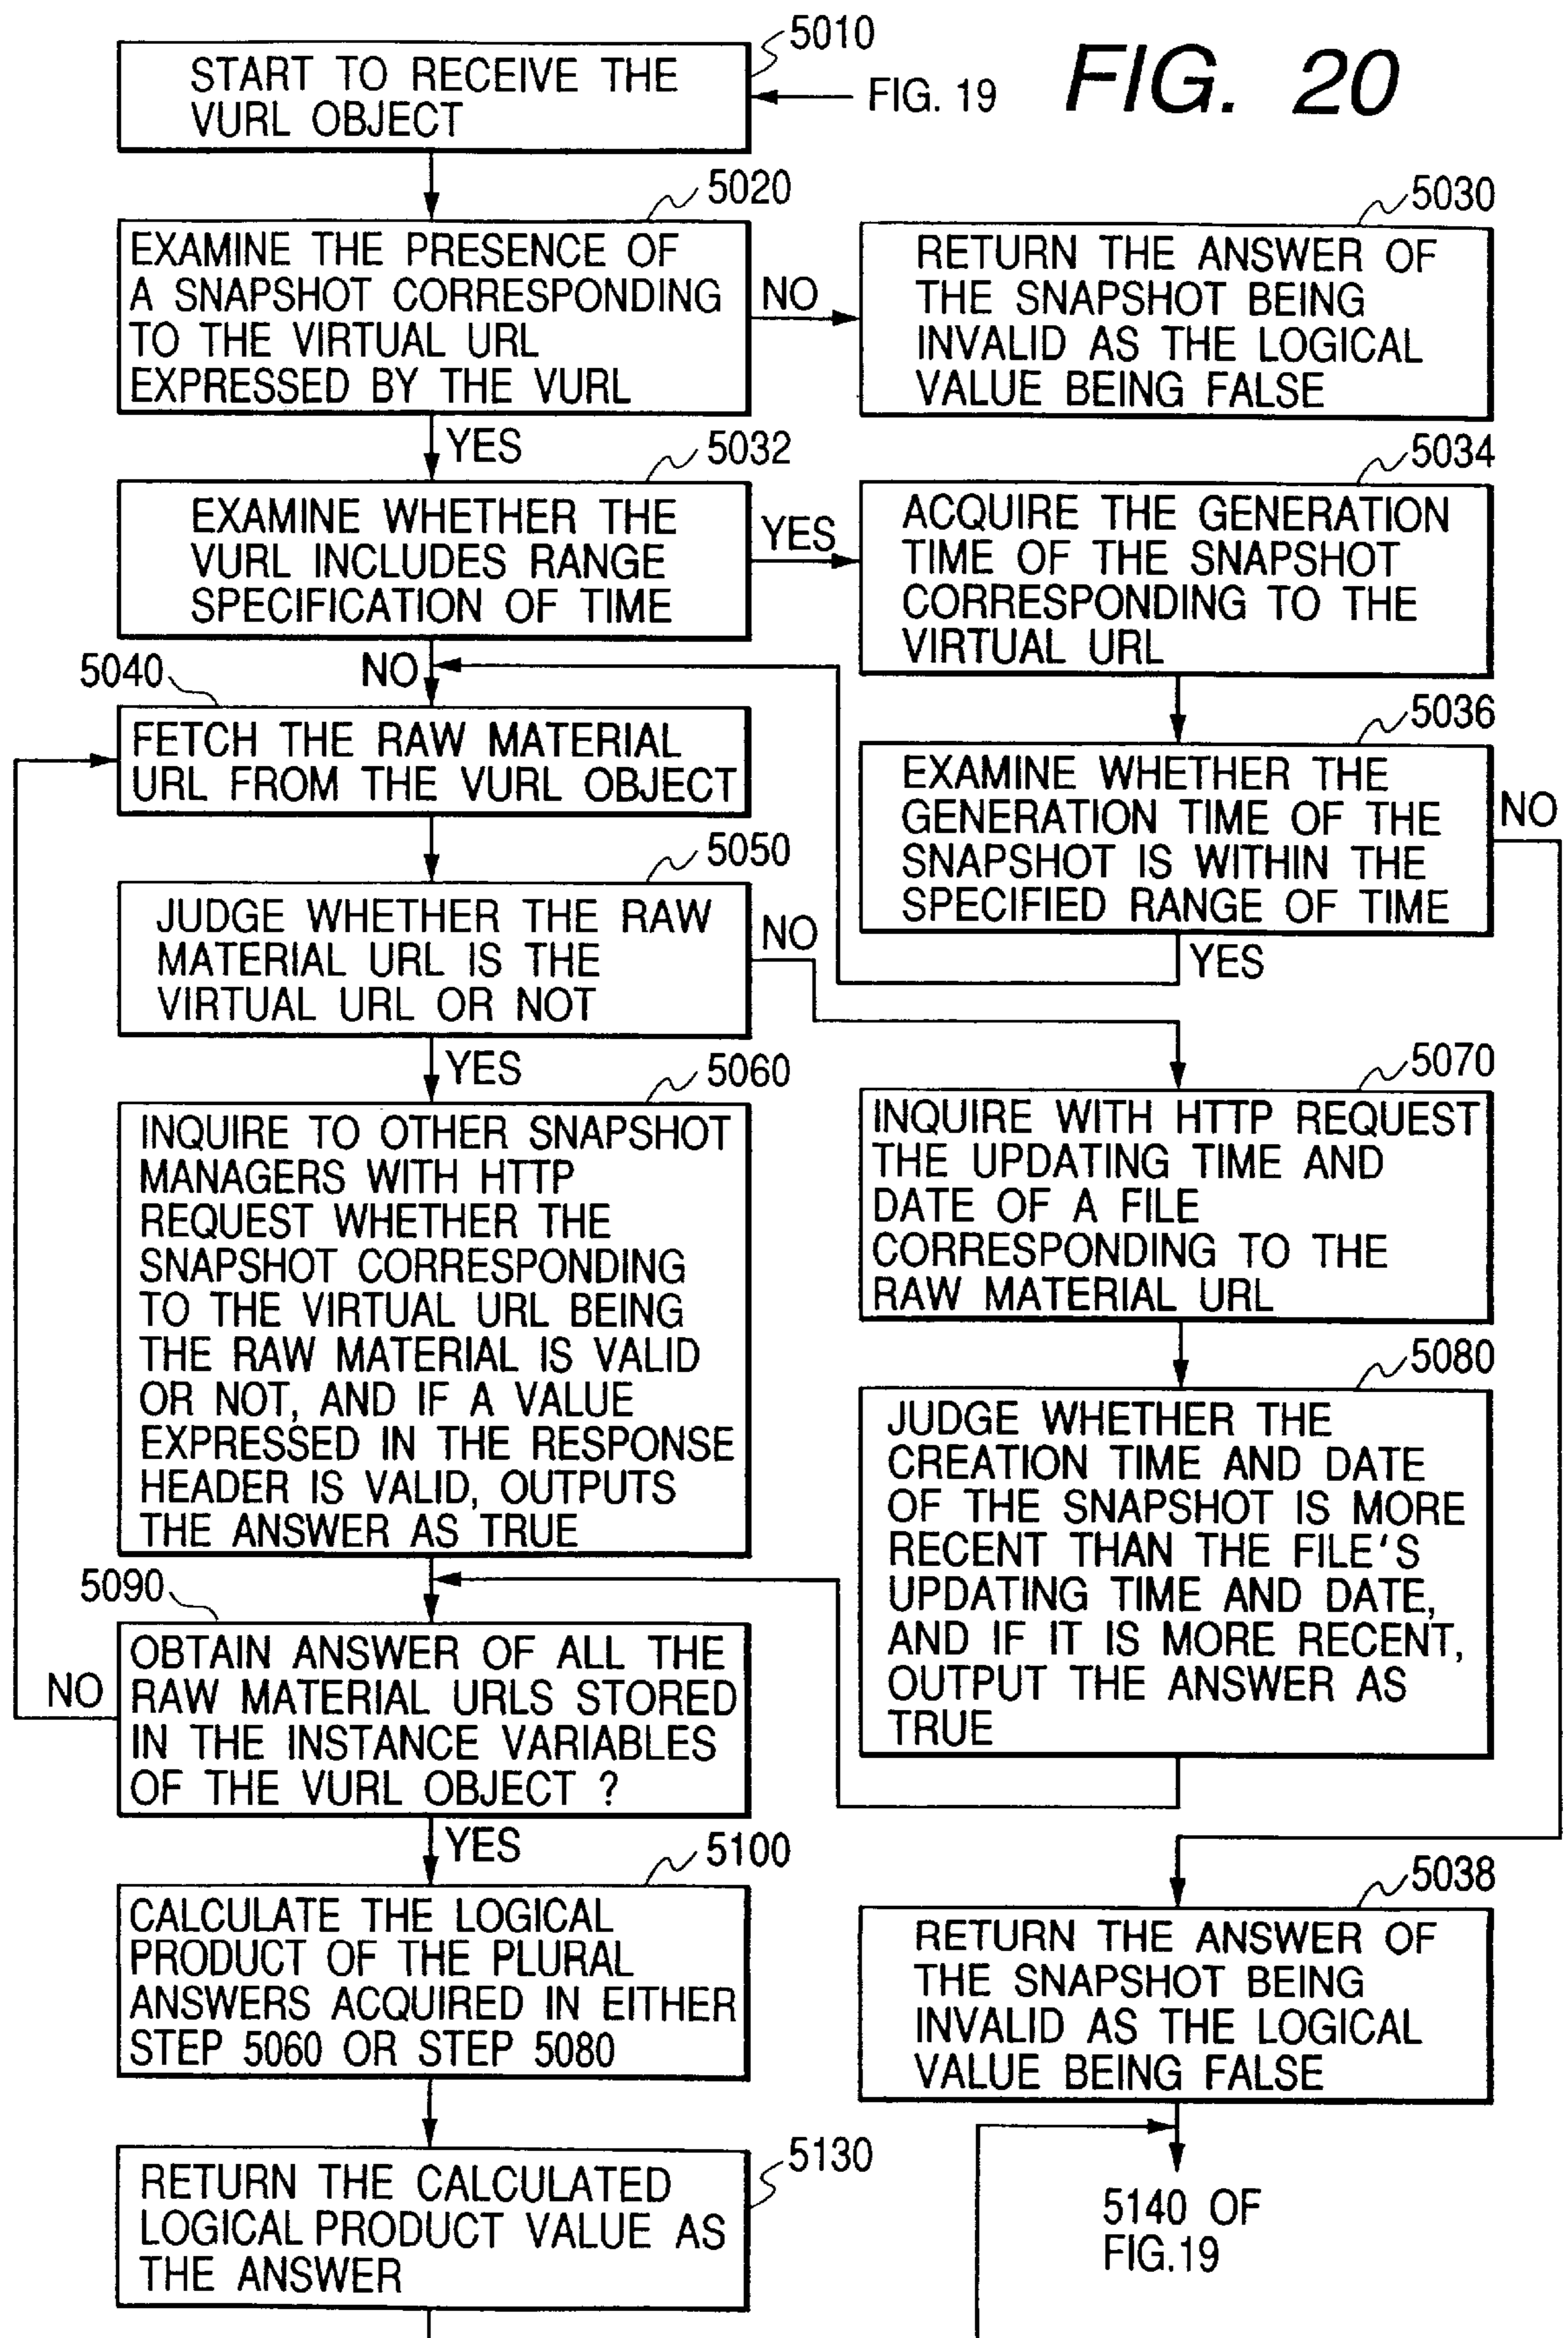 FIG. 20
5010
START TO RECEIVE THE
VURL OBJECT
FIG. 19
5020
EXAMINE THE PRESENCE OF
A SNAPSHOT CORRESPONDING
TO THE VIRTUAL URL
EXPRESSED BY THE VURL
NO
5030
RETURN THE ANSWER OF
THE SNAPSHOT BEING
INVALID AS THE LOGICAL
VALUE BEING FALSE
YES
5032
EXAMINE WHETHER THE
VURL INCLUDES RANGE
SPECIFICATION OF TIME
YES
5034
ACQUIRE THE GENERATION
TIME OF THE SNAPSHOT
CORRESPONDING TO THE
VIRTUAL URL
NO
5036
EXAMINE WHETHER THE
GENERATION TIME OF THE
SNAPSHOT IS WITHIN THE
SPECIFIED RANGE OF TIME
NO
YES
5040
FETCH THE RAW MATERIAL
URL FROM THE VURL OBJECT
5050
JUDGE WHETHER THE RAW
MATERIAL URL IS THE
VIRTUAL URL OR NOT
NO
YES
5060
INQUIRE TO OTHER SNAPSHOT
MANAGERS WITH HTTP
REQUEST WHETHER THE
SNAPSHOT CORRESPONDING
TO THE VIRTUAL URL BEING
THE RAW MATERIAL IS VALID
OR NOT, AND IF A VALUE
EXPRESSED IN THE RESPONSE
HEADER IS VALID, OUTPUTS
THE ANSWER AS TRUE
5070
INQUIRE WITH HTTP REQUEST
THE UPDATING TIME AND
DATE OF A FILE
CORRESPONDING TO THE
RAW MATERIAL URL
5080
JUDGE WHETHER THE
CREATION TIME AND DATE
OF THE SNAPSHOT IS MORE
RECENT THAN THE FILE'S
UPDATING TIME AND DATE,
AND IF IT IS MORE RECENT,
OUTPUT THE ANSWER AS
TRUE
5090
OBTAIN ANSWER OF ALL THE
RAW MATERIAL URLS STORED
IN THE INSTANCE VARIABLES
OF THE VURL OBJECT ?
NO
YES
5100
CALCULATE THE LOGICAL
PRODUCT OF THE PLURAL
ANSWERS ACQUIRED IN EITHER
STEP 5060 OR STEP 5080
5038
RETURN THE ANSWER OF
THE SNAPSHOT BEING
INVALID AS THE LOGICAL
VALUE BEING FALSE
5130
RETURN THE CALCULATED
LOGICAL PRODUCT VALUE AS
THE ANSWER
5140 OF
FIG.19